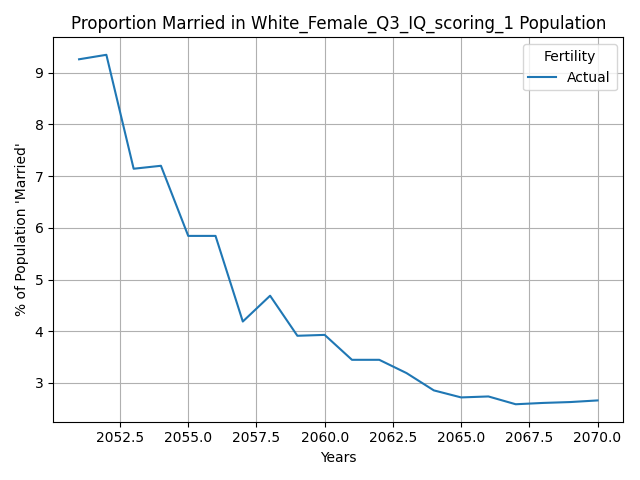 Proportion Married in White_Female_Q3_IQ_scoring_1 Population
Fertility
Actual
% of Population 'Married'
9
8
7
6
5
4
3
2052.5 2055.0 2057.5 2060.0 2062.5 2065.0 2067.5 2070.0
Years